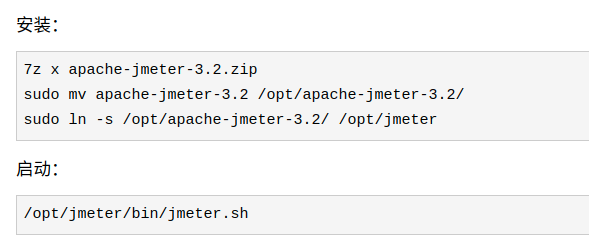 安装：
7z x apache-jmeter-3.2.zip
sudo mv apache-jmeter-3.2 /opt/apache-jmeter-3.2/
sudo ln -s /opt/apache-jmeter-3.2/ /opt/jmeter
启动：
/opt/jmeter/bin/jmeter.sh